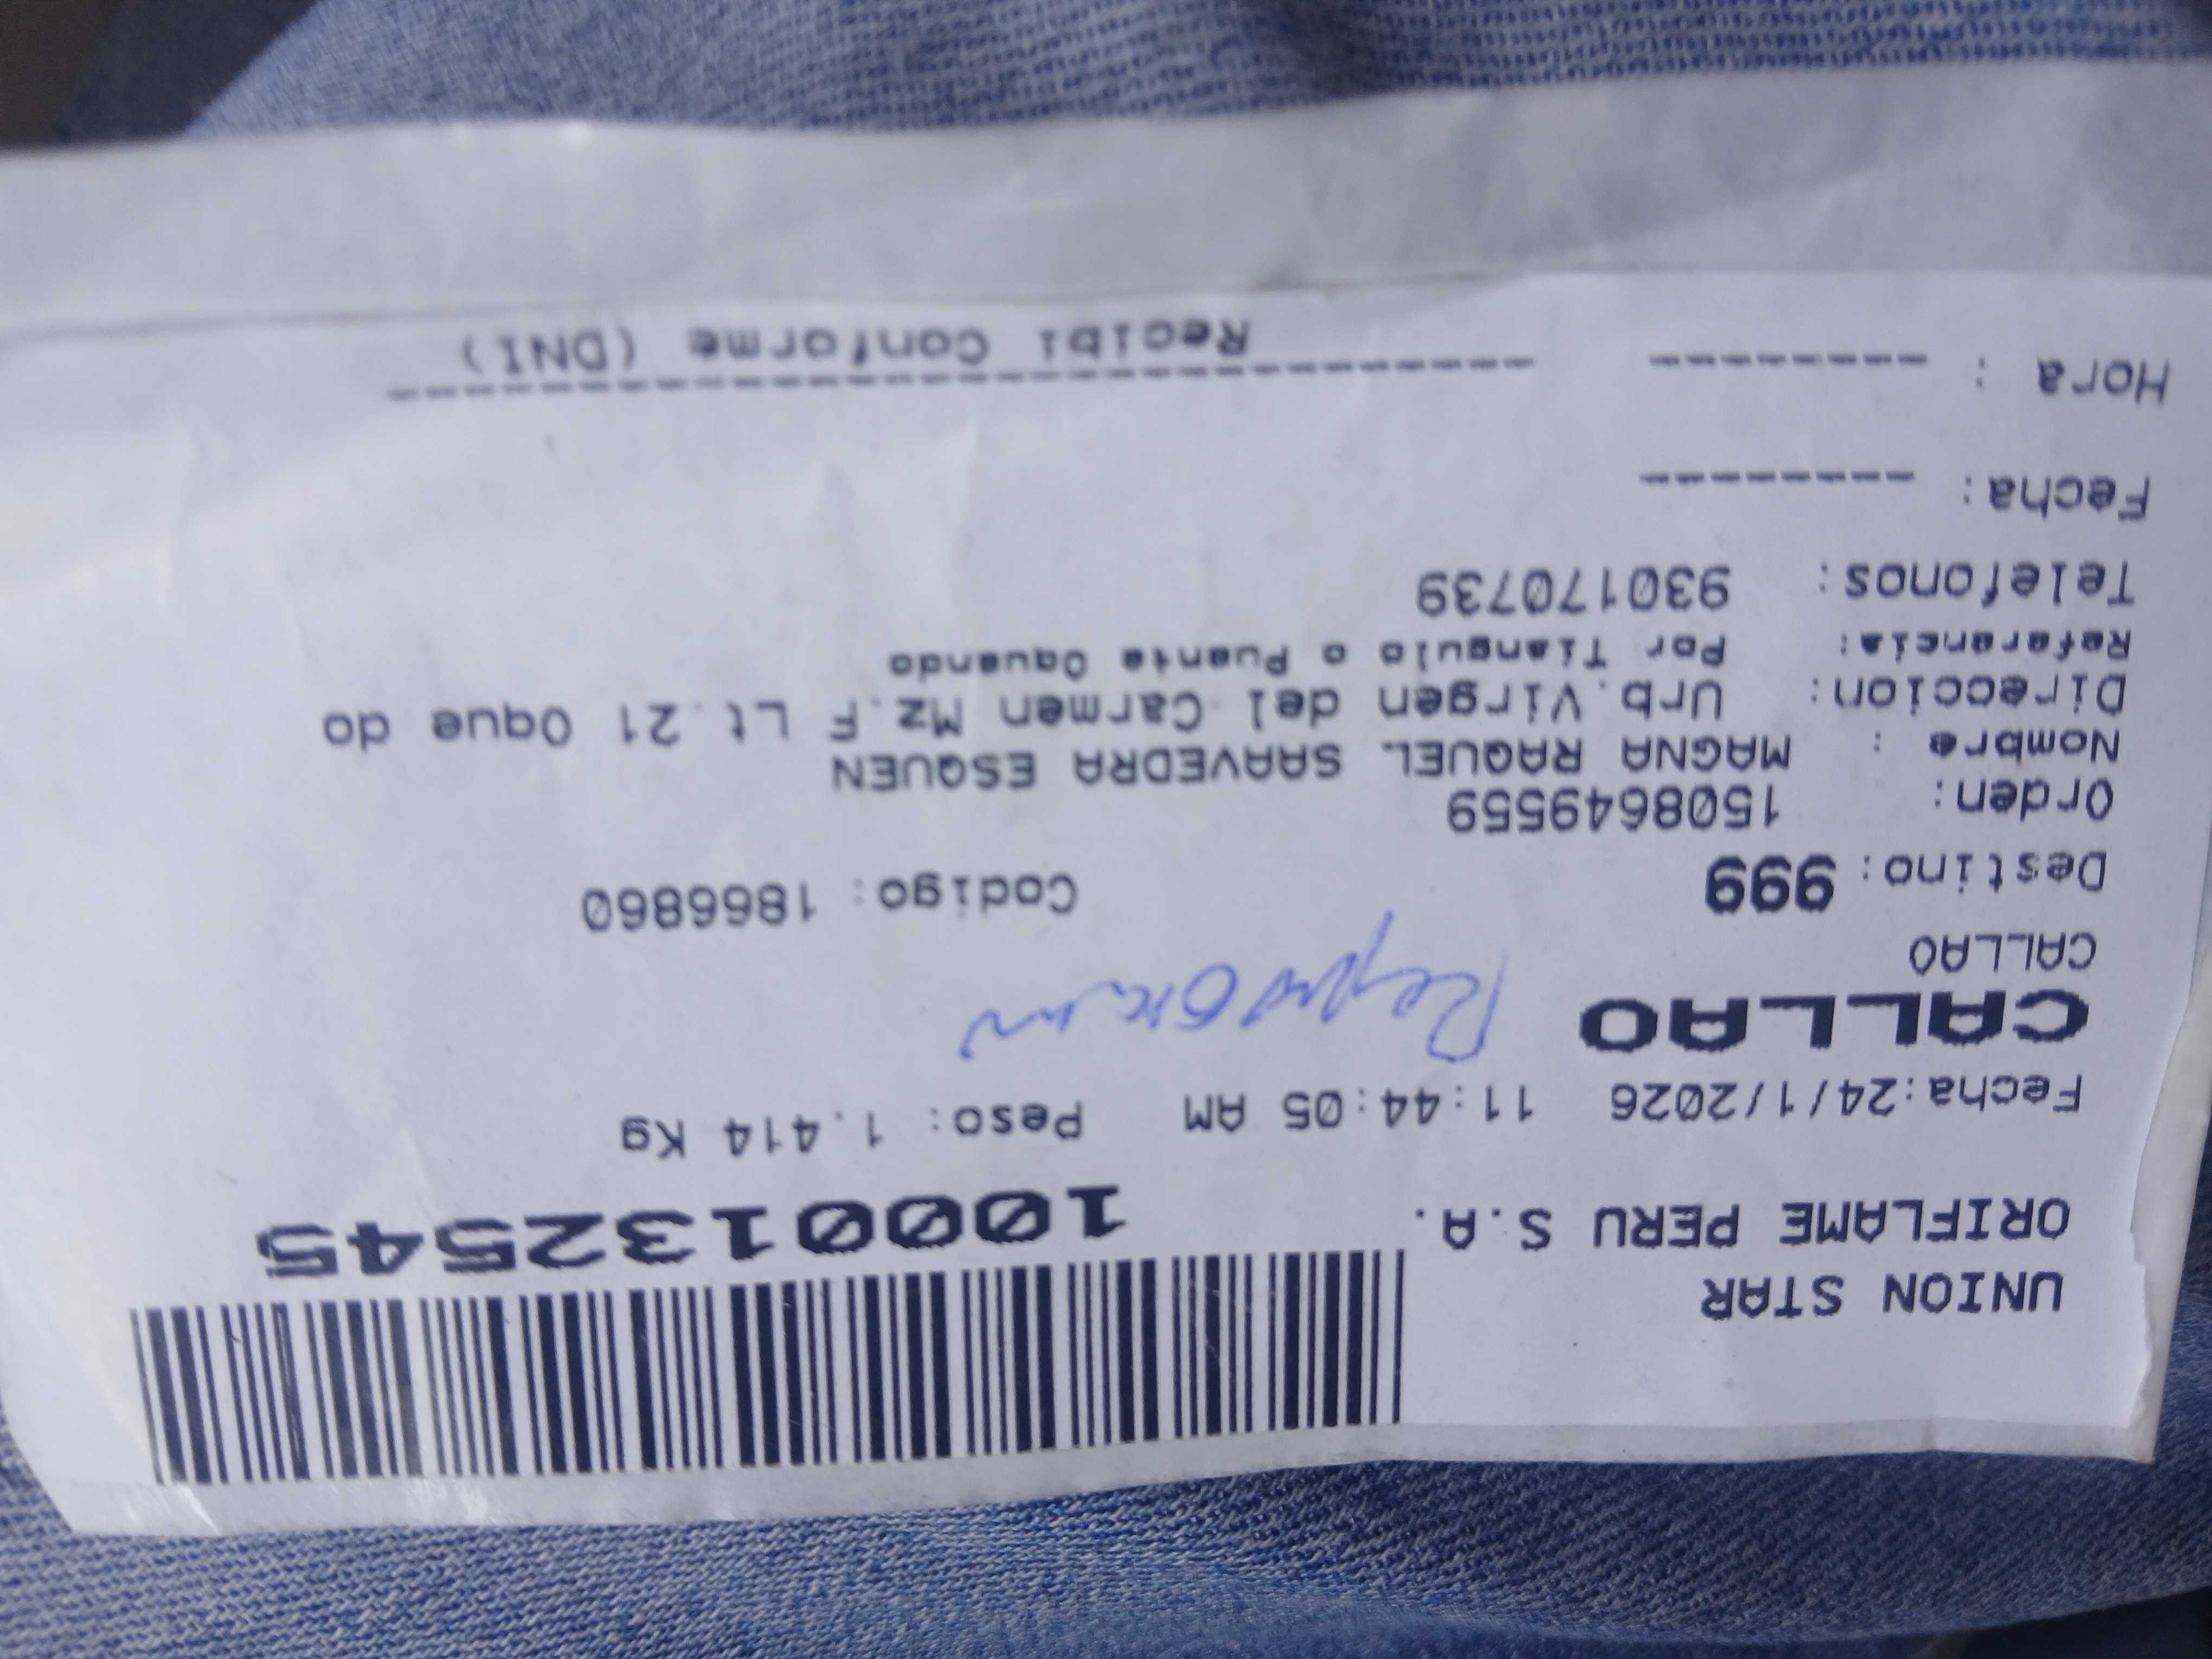 UNION STAR
ORIFLAME PERU S.A. 1000132545
Fecha:24/1/2026 11:44:05 AM Peso: 1.414 Kg
CALLAO
CALLAO
Destino: 999 Codigo: 1866860
Orden: 1508649559
Nombre : MAGNA RAQUEL SAAVEDRA ESQUEN
Direccion: Urb.Virgen del Carmen Mz.F Lt.21 Oque do
Referencia: Por Tiangulo o Puente Oquendo
Telefonos: 930170739
Fecha: --------
Hora : --------
Recibi Conforme (DNI)